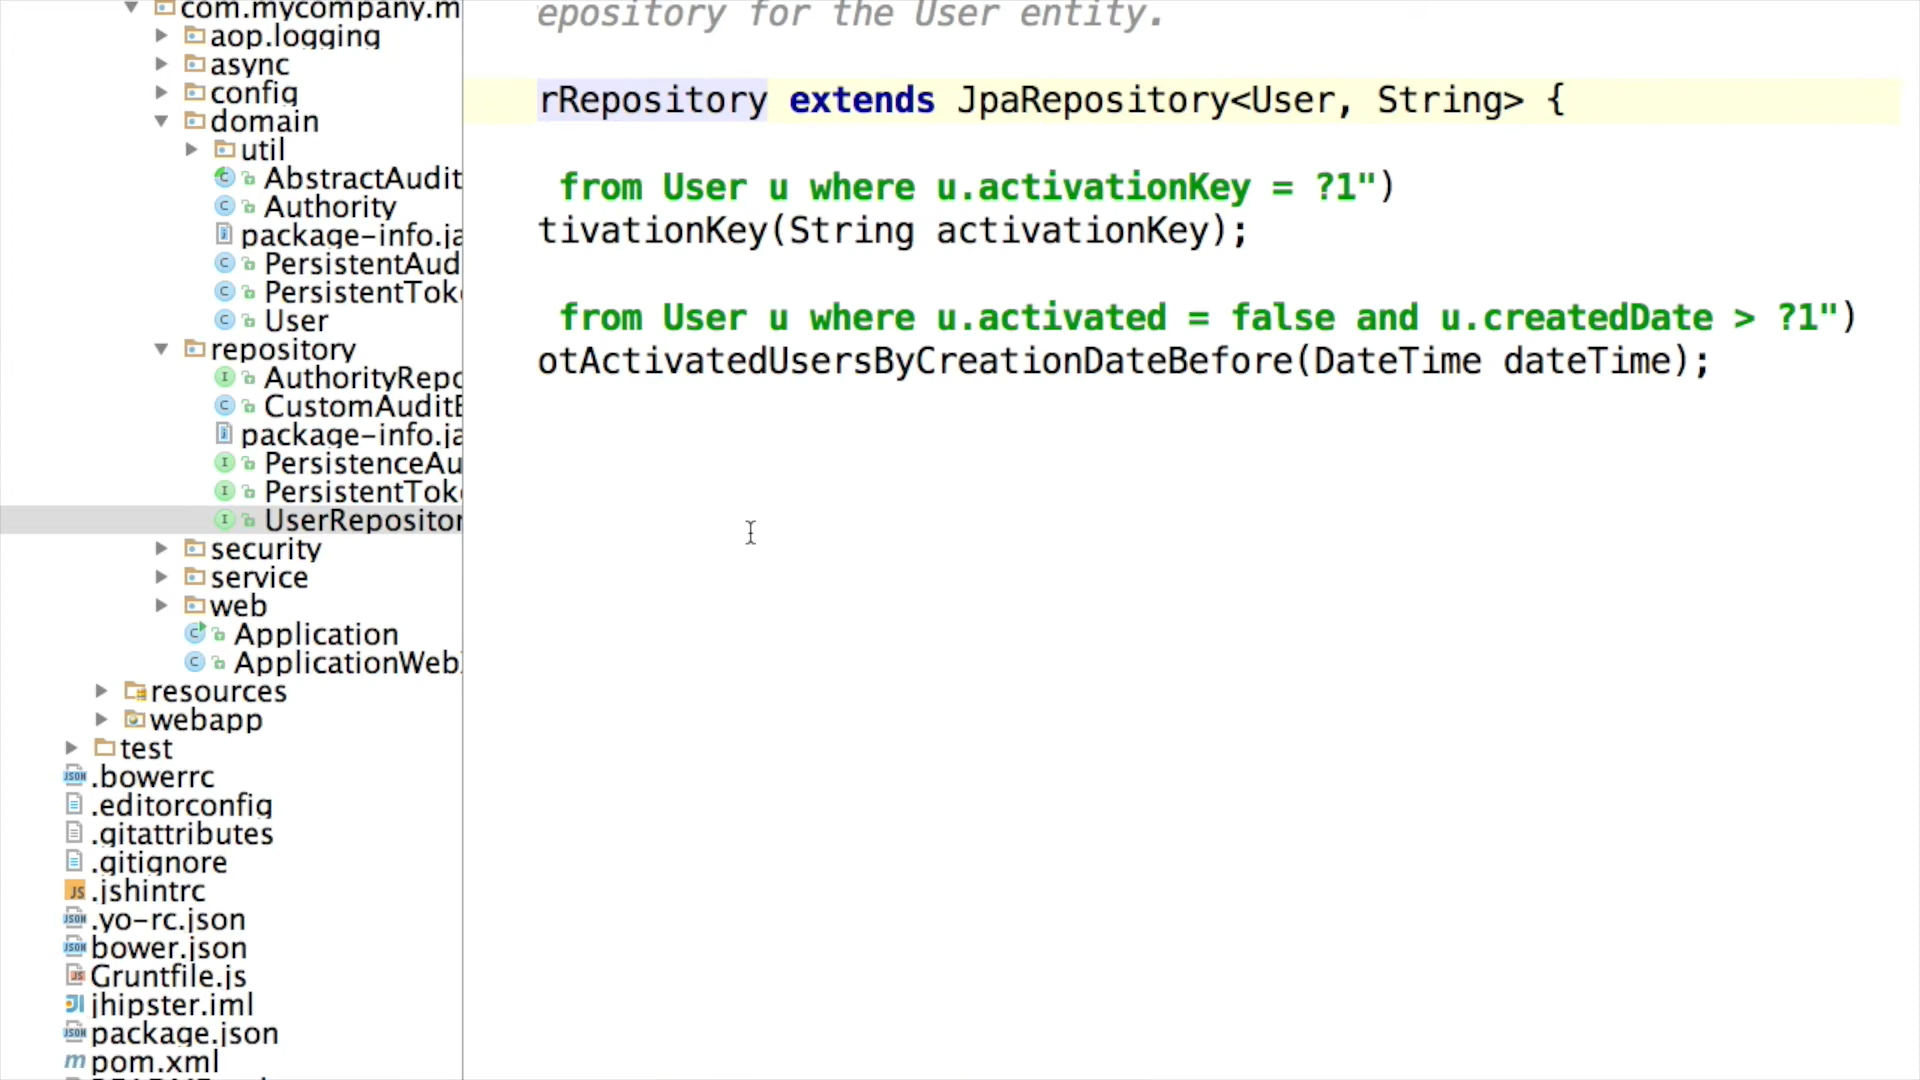 com.mycompany.m
aop.logging
async
config
domain
util
AbstractAudit
Authority
package-info.ja
PersistentAud
PersistentTok
User
repository
AuthorityRepo
CustomAuditE
package-info.ja
PersistenceAu
PersistentTok
UserRepositor
security
service
web
Application
ApplicationWeb
resources
webapp
test
.bowerrc
.editorconfig
.gitattributes
.gitignore
.jshintrc
.yo-rc.json
bower.json
Gruntfile.js
jhipster.iml
package.json
pom.xml
epository for the User entity.
rRepository extends JpaRepository<User, String> {
from User u where u.activationKey = ?1")
tivationKey(String activationKey);
from User u where u.activated = false and u.createdDate > ?1")
otActivatedUsersByCreationDateBefore(DateTime dateTime);